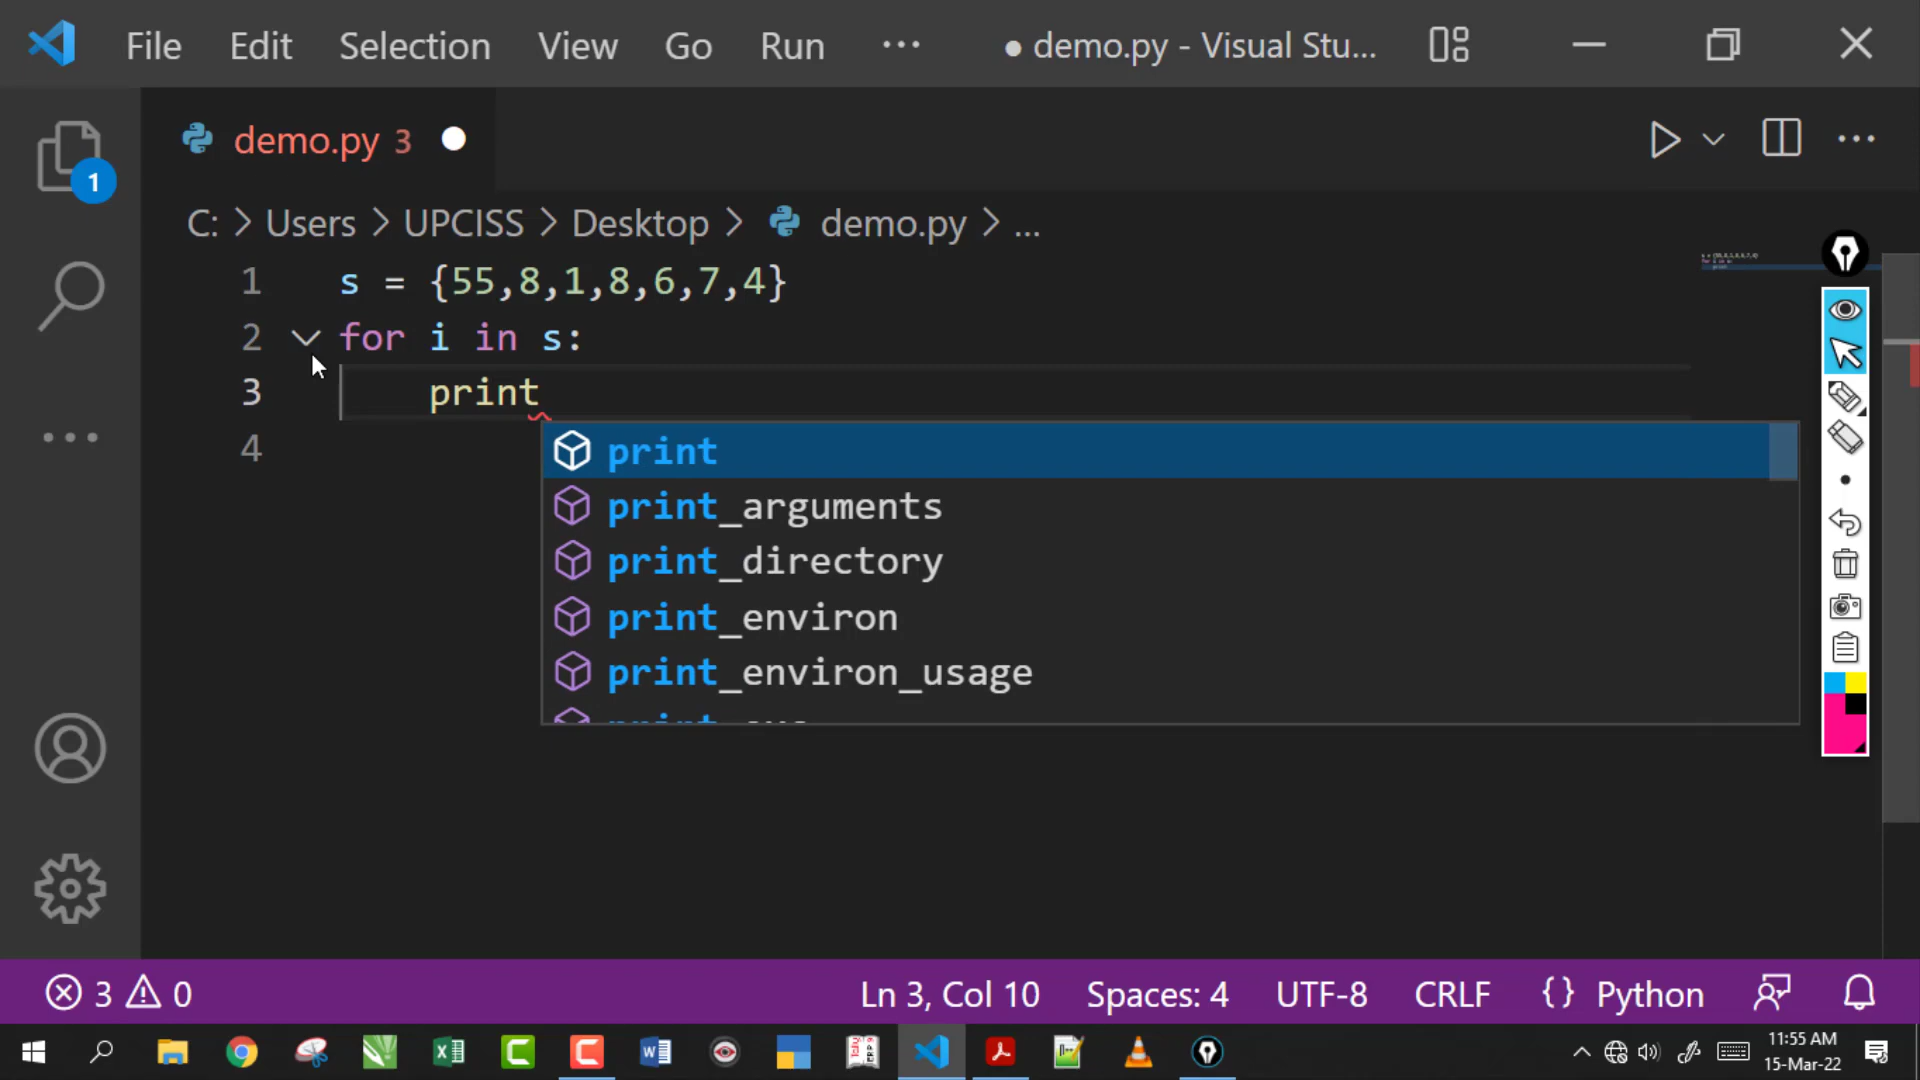 File Edit Selection View Go Run ··· ● demo.py - Visual Stu...
demo.py 3
1
C: > Users > UPCISS > Desktop > demo.py > ...
1 s = {55,8,1,8,6,7,4}
2 for i in s:
3 print
4
print
print_arguments
print_directory
print_environ
print_environ_usage
3 0 Ln 3, Col 10 Spaces: 4 UTF-8 CRLF {} Python
11:55 AM
15-Mar-22